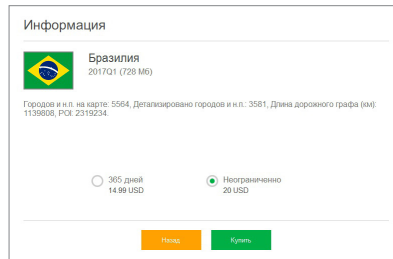 Информация
Бразилия
2017Q1 (728 Мб)
Городов и н.п. на карте: 5564, Детализировано городов и н.п.: 3581, Длина дорожного графа (км):
1139808, POI: 2319234.
365 дней
Неограниченно
14.99 USD
20 USD
Назад
Купить